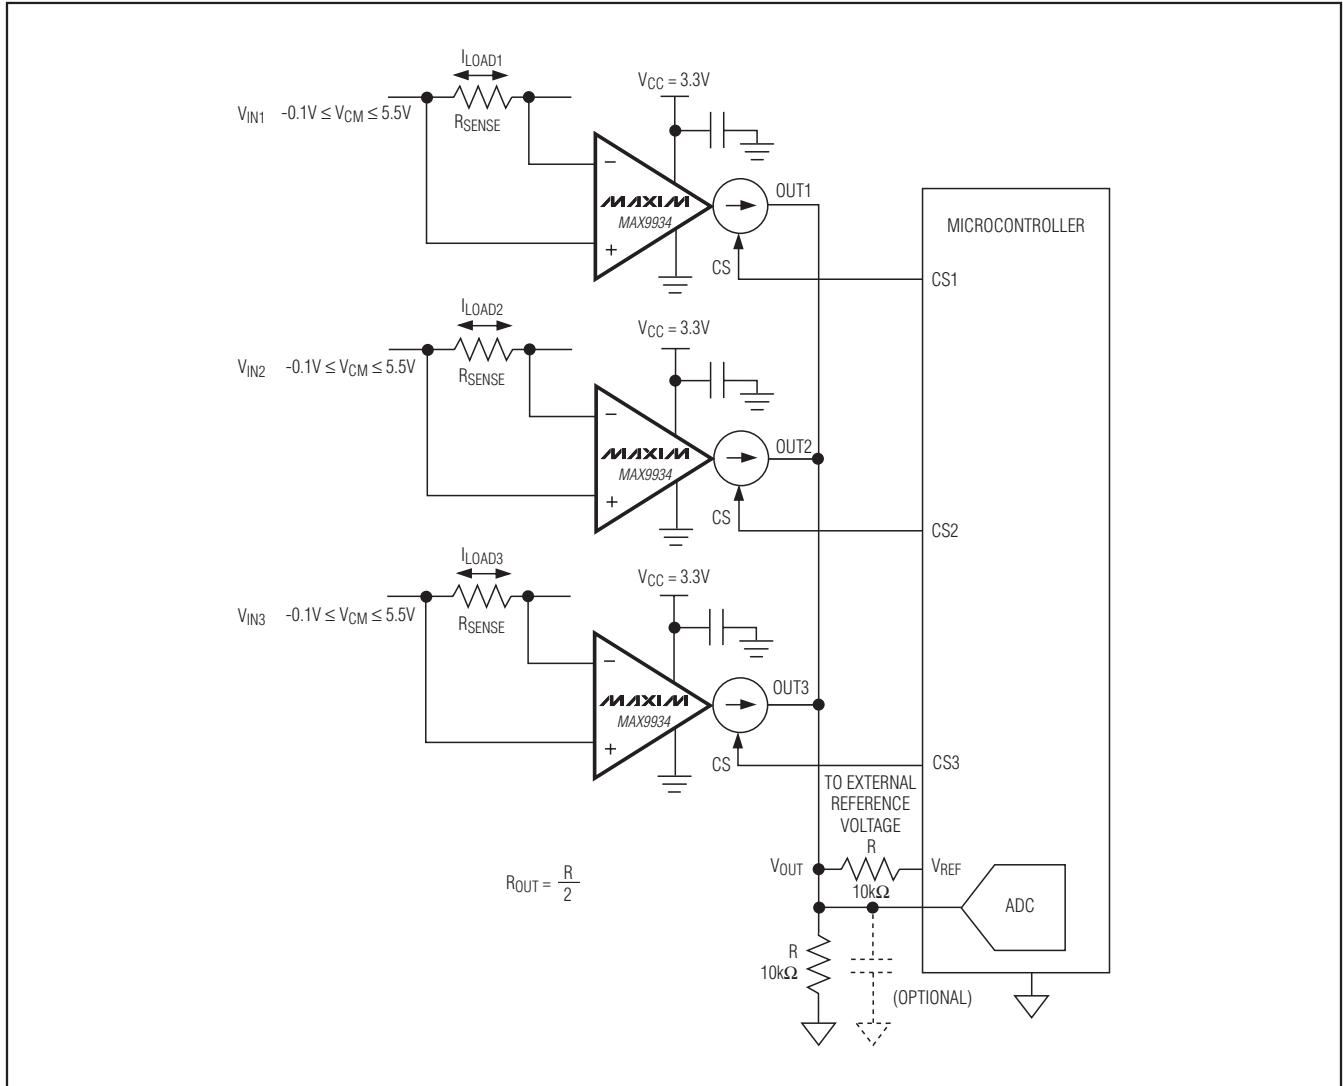 ILOAD1
VCC = 3.3V
VIN1 -0.1V ≤ VCM ≤ 5.5V
RSENSE
−
MAXIM
MAX9934
+
OUT1
CS
MICROCONTROLLER
CS1
ILOAD2
VCC = 3.3V
VIN2 -0.1V ≤ VCM ≤ 5.5V
RSENSE
−
MAXIM
MAX9934
+
OUT2
CS
CS2
ILOAD3
VCC = 3.3V
VIN3 -0.1V ≤ VCM ≤ 5.5V
RSENSE
−
MAXIM
MAX9934
+
OUT3
CS
CS3
TO EXTERNAL
REFERENCE
VOLTAGE
R
VOUT
VREF
10kΩ
ROUT = R/2
ADC
R
10kΩ
(OPTIONAL)